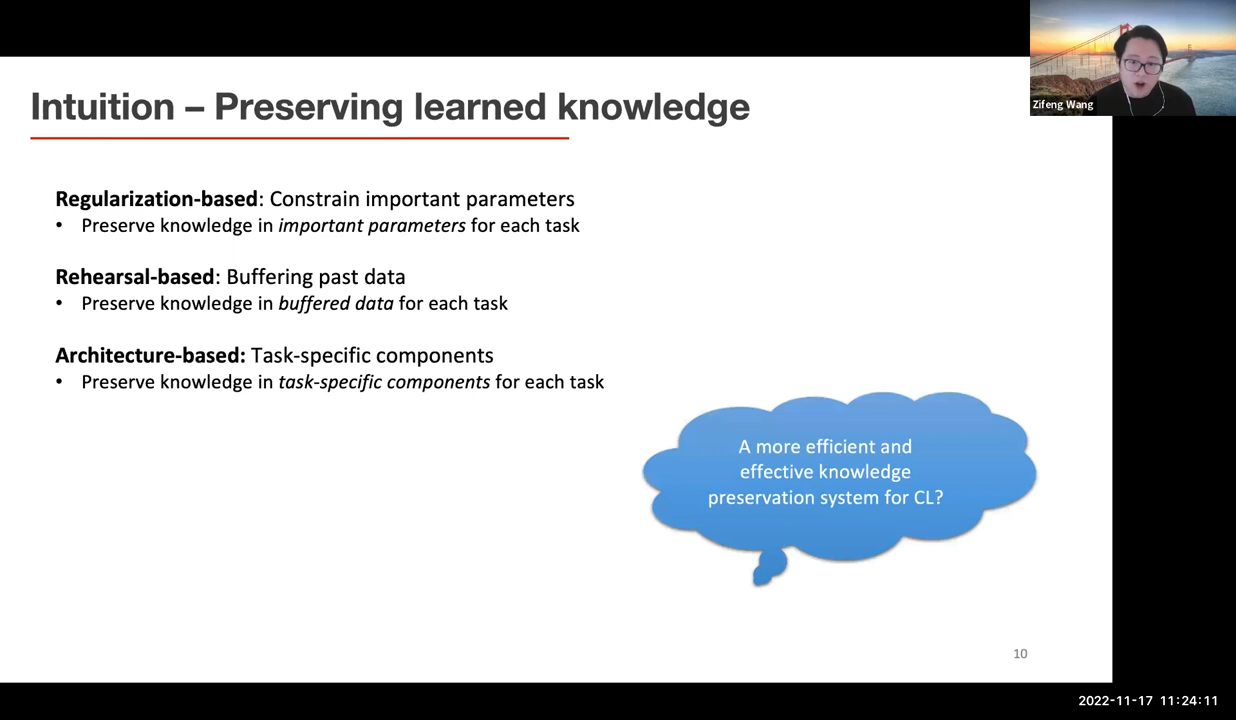 Intuition – Preserving learned knowledge
Zifeng Wang
Regularization-based: Constrain important parameters
• Preserve knowledge in important parameters for each task
Rehearsal-based: Buffering past data
• Preserve knowledge in buffered data for each task
Architecture-based: Task-specific components
• Preserve knowledge in task-specific components for each task
A more efficient and
effective knowledge
preservation system for CL?
10
2022-11-17 11:24:11